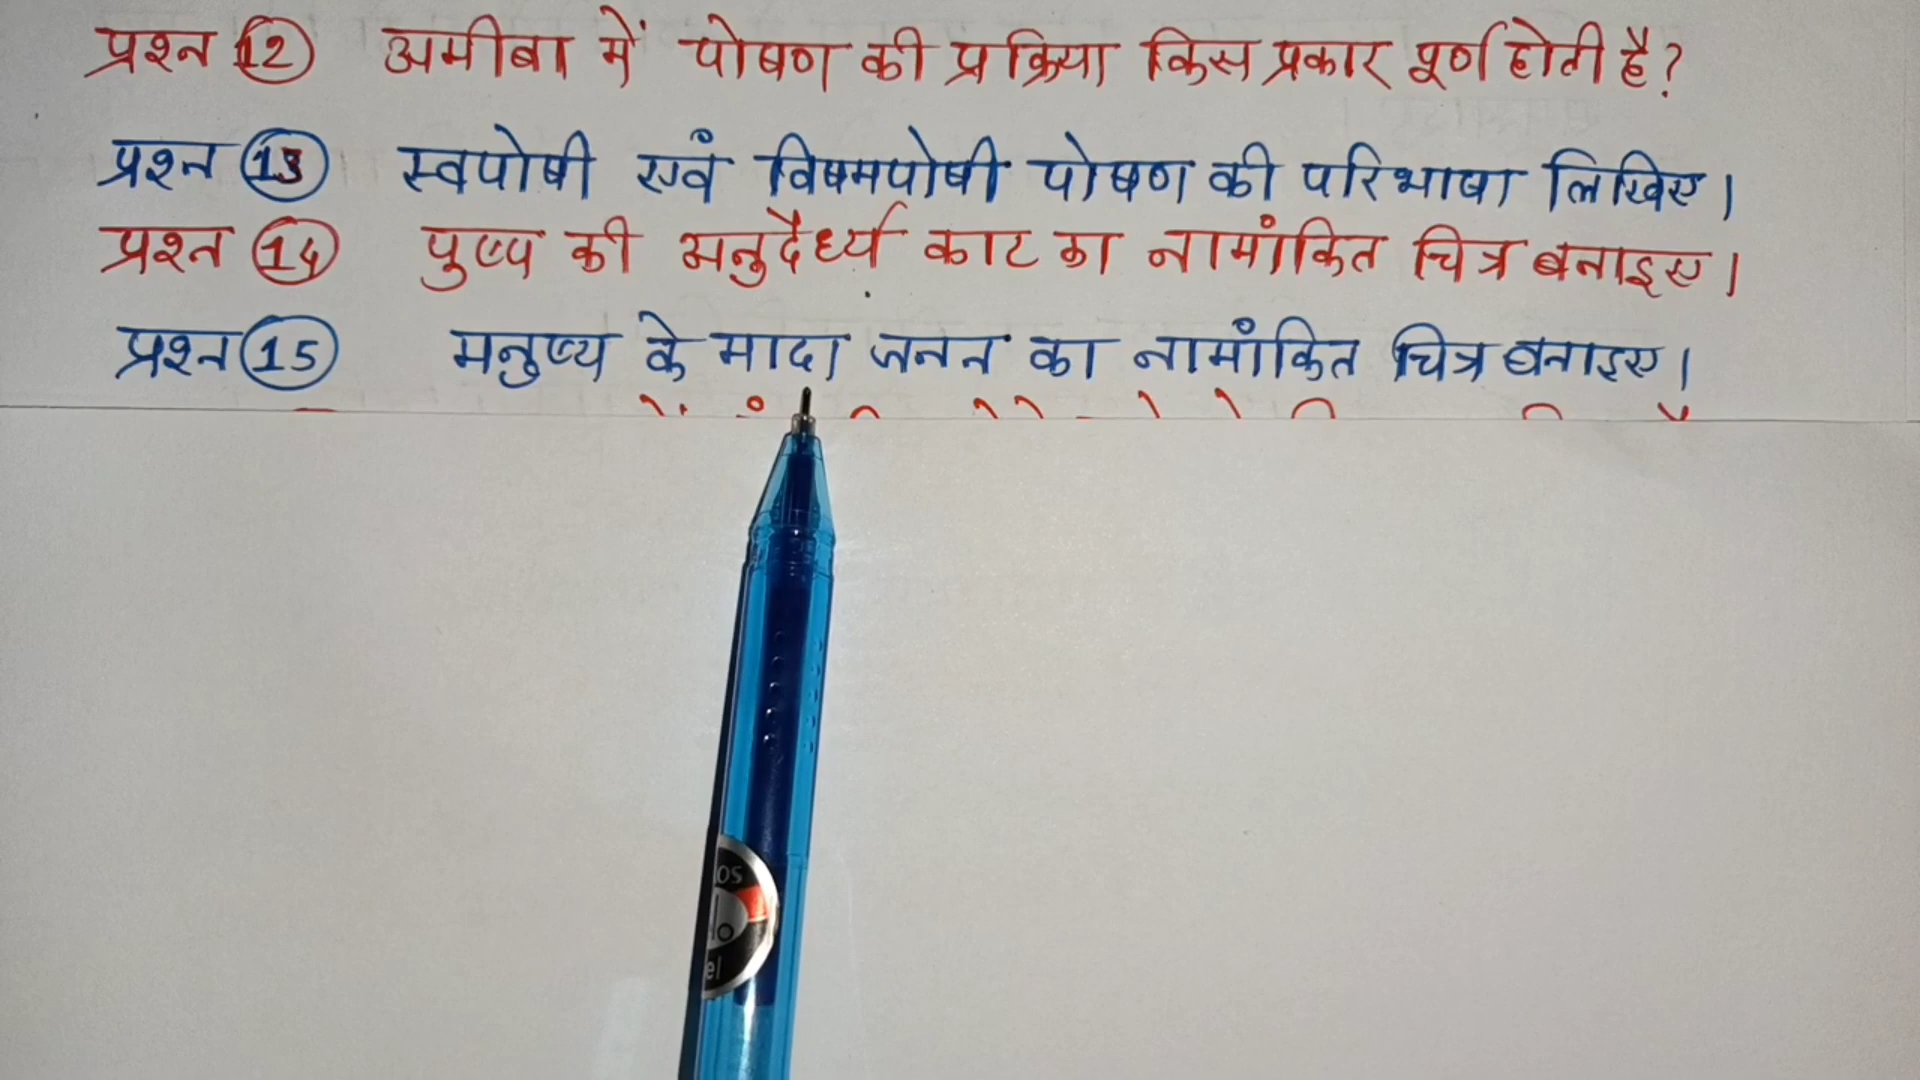 प्रश्न 12 अमीबा में पोषण की प्रक्रिया किस प्रकार पूर्ण होती है?
प्रश्न 13 स्वपोषी एवं विषमपोषी पोषण की परिभाषा लिखिए।
प्रश्न 14 पुष्प की अनुदैर्ध्य काट का नामांकित चित्र बनाइए।
प्रश्न 15 मनुष्य के मादा जनन का नामांकित चित्र बनाइए।